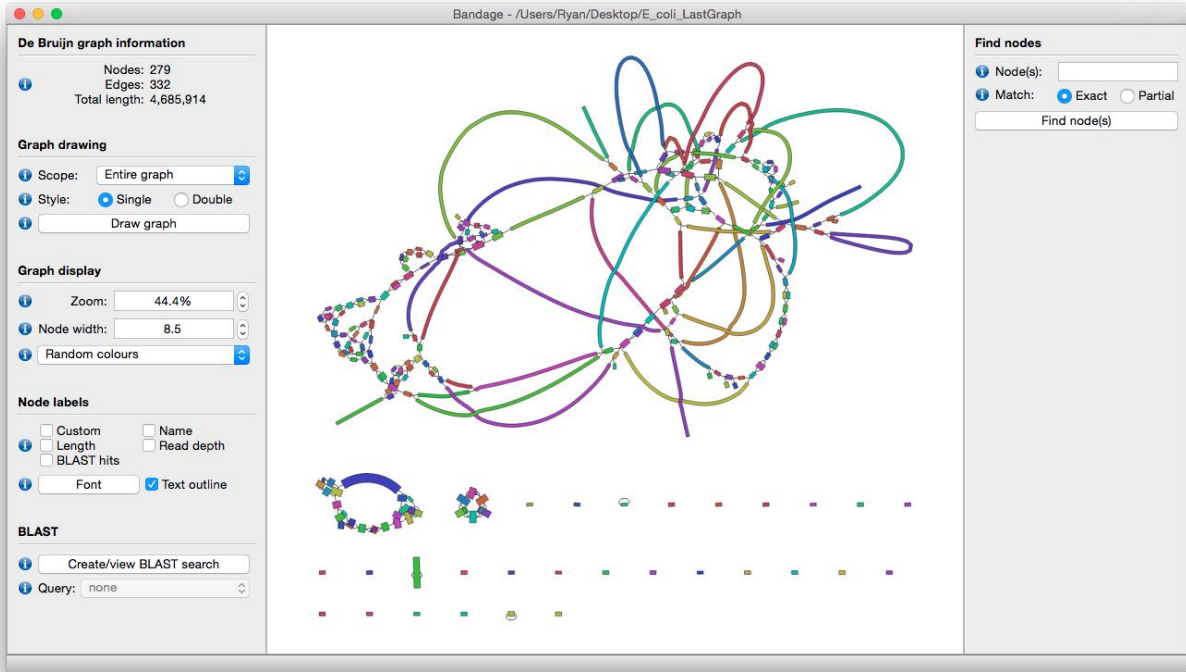 Bandage - /Users/Ryan/Desktop/E_coli_LastGraph
De Bruijn graph information
Nodes: 279
Edges: 332
Total length: 4,685,914
Graph drawing
Scope: Entire graph
Style: Single Double
Draw graph
Graph display
Zoom: 44.4%
Node width: 8.5
Random colours
Node labels
Custom Name
Length Read depth
BLAST hits
Font Text outline
BLAST
Create/view BLAST search
Query: none
Find nodes
Node(s):
Match: Exact Partial
Find node(s)